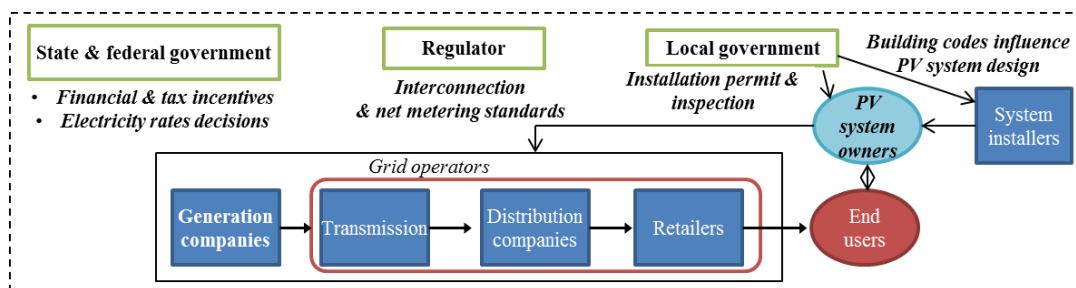 State & federal government
• Financial & tax incentives
• Electricity rates decisions
Regulator
Interconnection
& net metering standards
Local government
Installation permit &
inspection
Building codes influence
PV system design
PV
system
owners
System
installers
Grid operators
Generation
companies
Transmission
Distribution
companies
Retailers
End
users